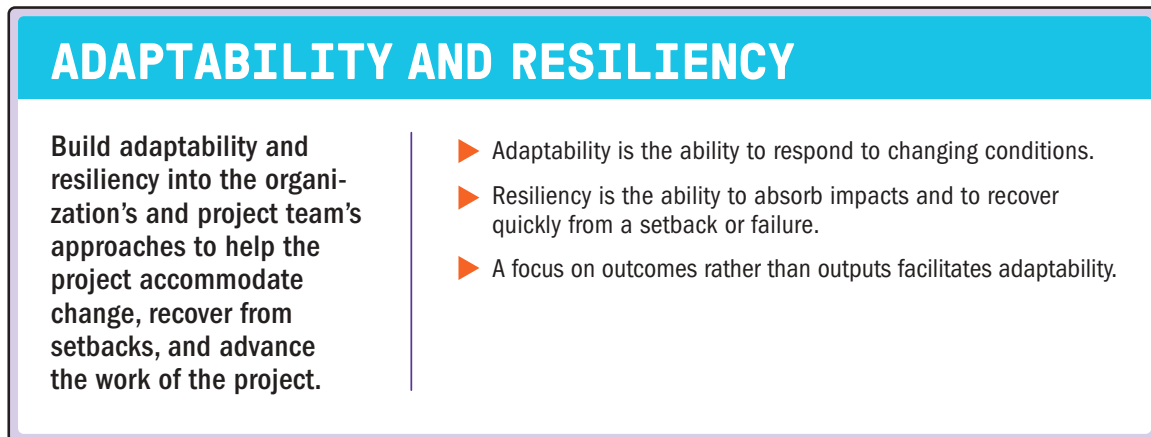 ADAPTABILITY AND RESILIENCY
Build adaptability and
resiliency into the organi-
zation’s and project team’s
approaches to help the
project accommodate
change, recover from
setbacks, and advance
the work of the project.
Adaptability is the ability to respond to changing conditions.
Resiliency is the ability to absorb impacts and to recover
quickly from a setback or failure.
A focus on outcomes rather than outputs facilitates adaptability.